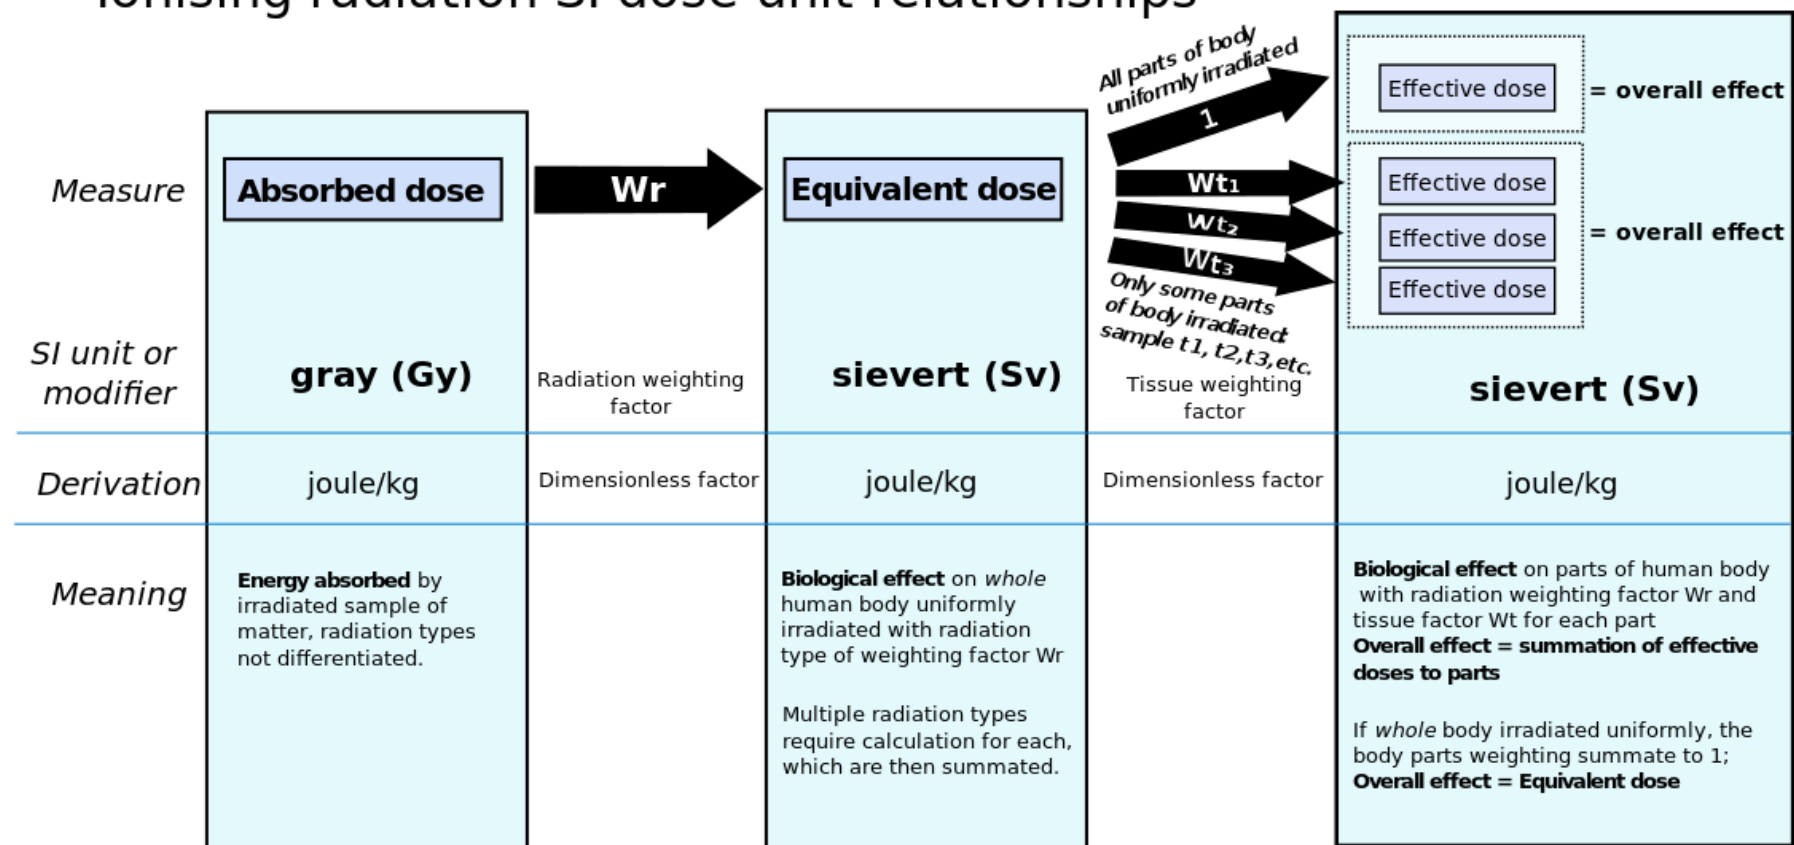 Ionising radiation SI dose unit relationships
Measure
Absorbed dose
Wr
Equivalent dose
All parts of body
uniformly irradiated
1
Wt₁
Wt₂
Wt₃
Only some parts
of body irradiated:
sample t1, t2,t3,etc.
Effective dose
= overall effect
Effective dose
Effective dose
Effective dose
= overall effect
SI unit or
modifier
gray (Gy)
Radiation weighting
factor
sievert (Sv)
Tissue weighting
factor
sievert (Sv)
Derivation
joule/kg
Dimensionless factor
joule/kg
Dimensionless factor
joule/kg
Meaning
Energy absorbed by
irradiated sample of
matter, radiation types
not differentiated.
Biological effect on whole
human body uniformly
irradiated with radiation
type of weighting factor Wr
Multiple radiation types
require calculation for each,
which are then summated.
Biological effect on parts of human body
with radiation weighting factor Wr and
tissue factor Wt for each part
Overall effect = summation of effective
doses to parts
If whole body irradiated uniformly, the
body parts weighting summate to 1;
Overall effect = Equivalent dose